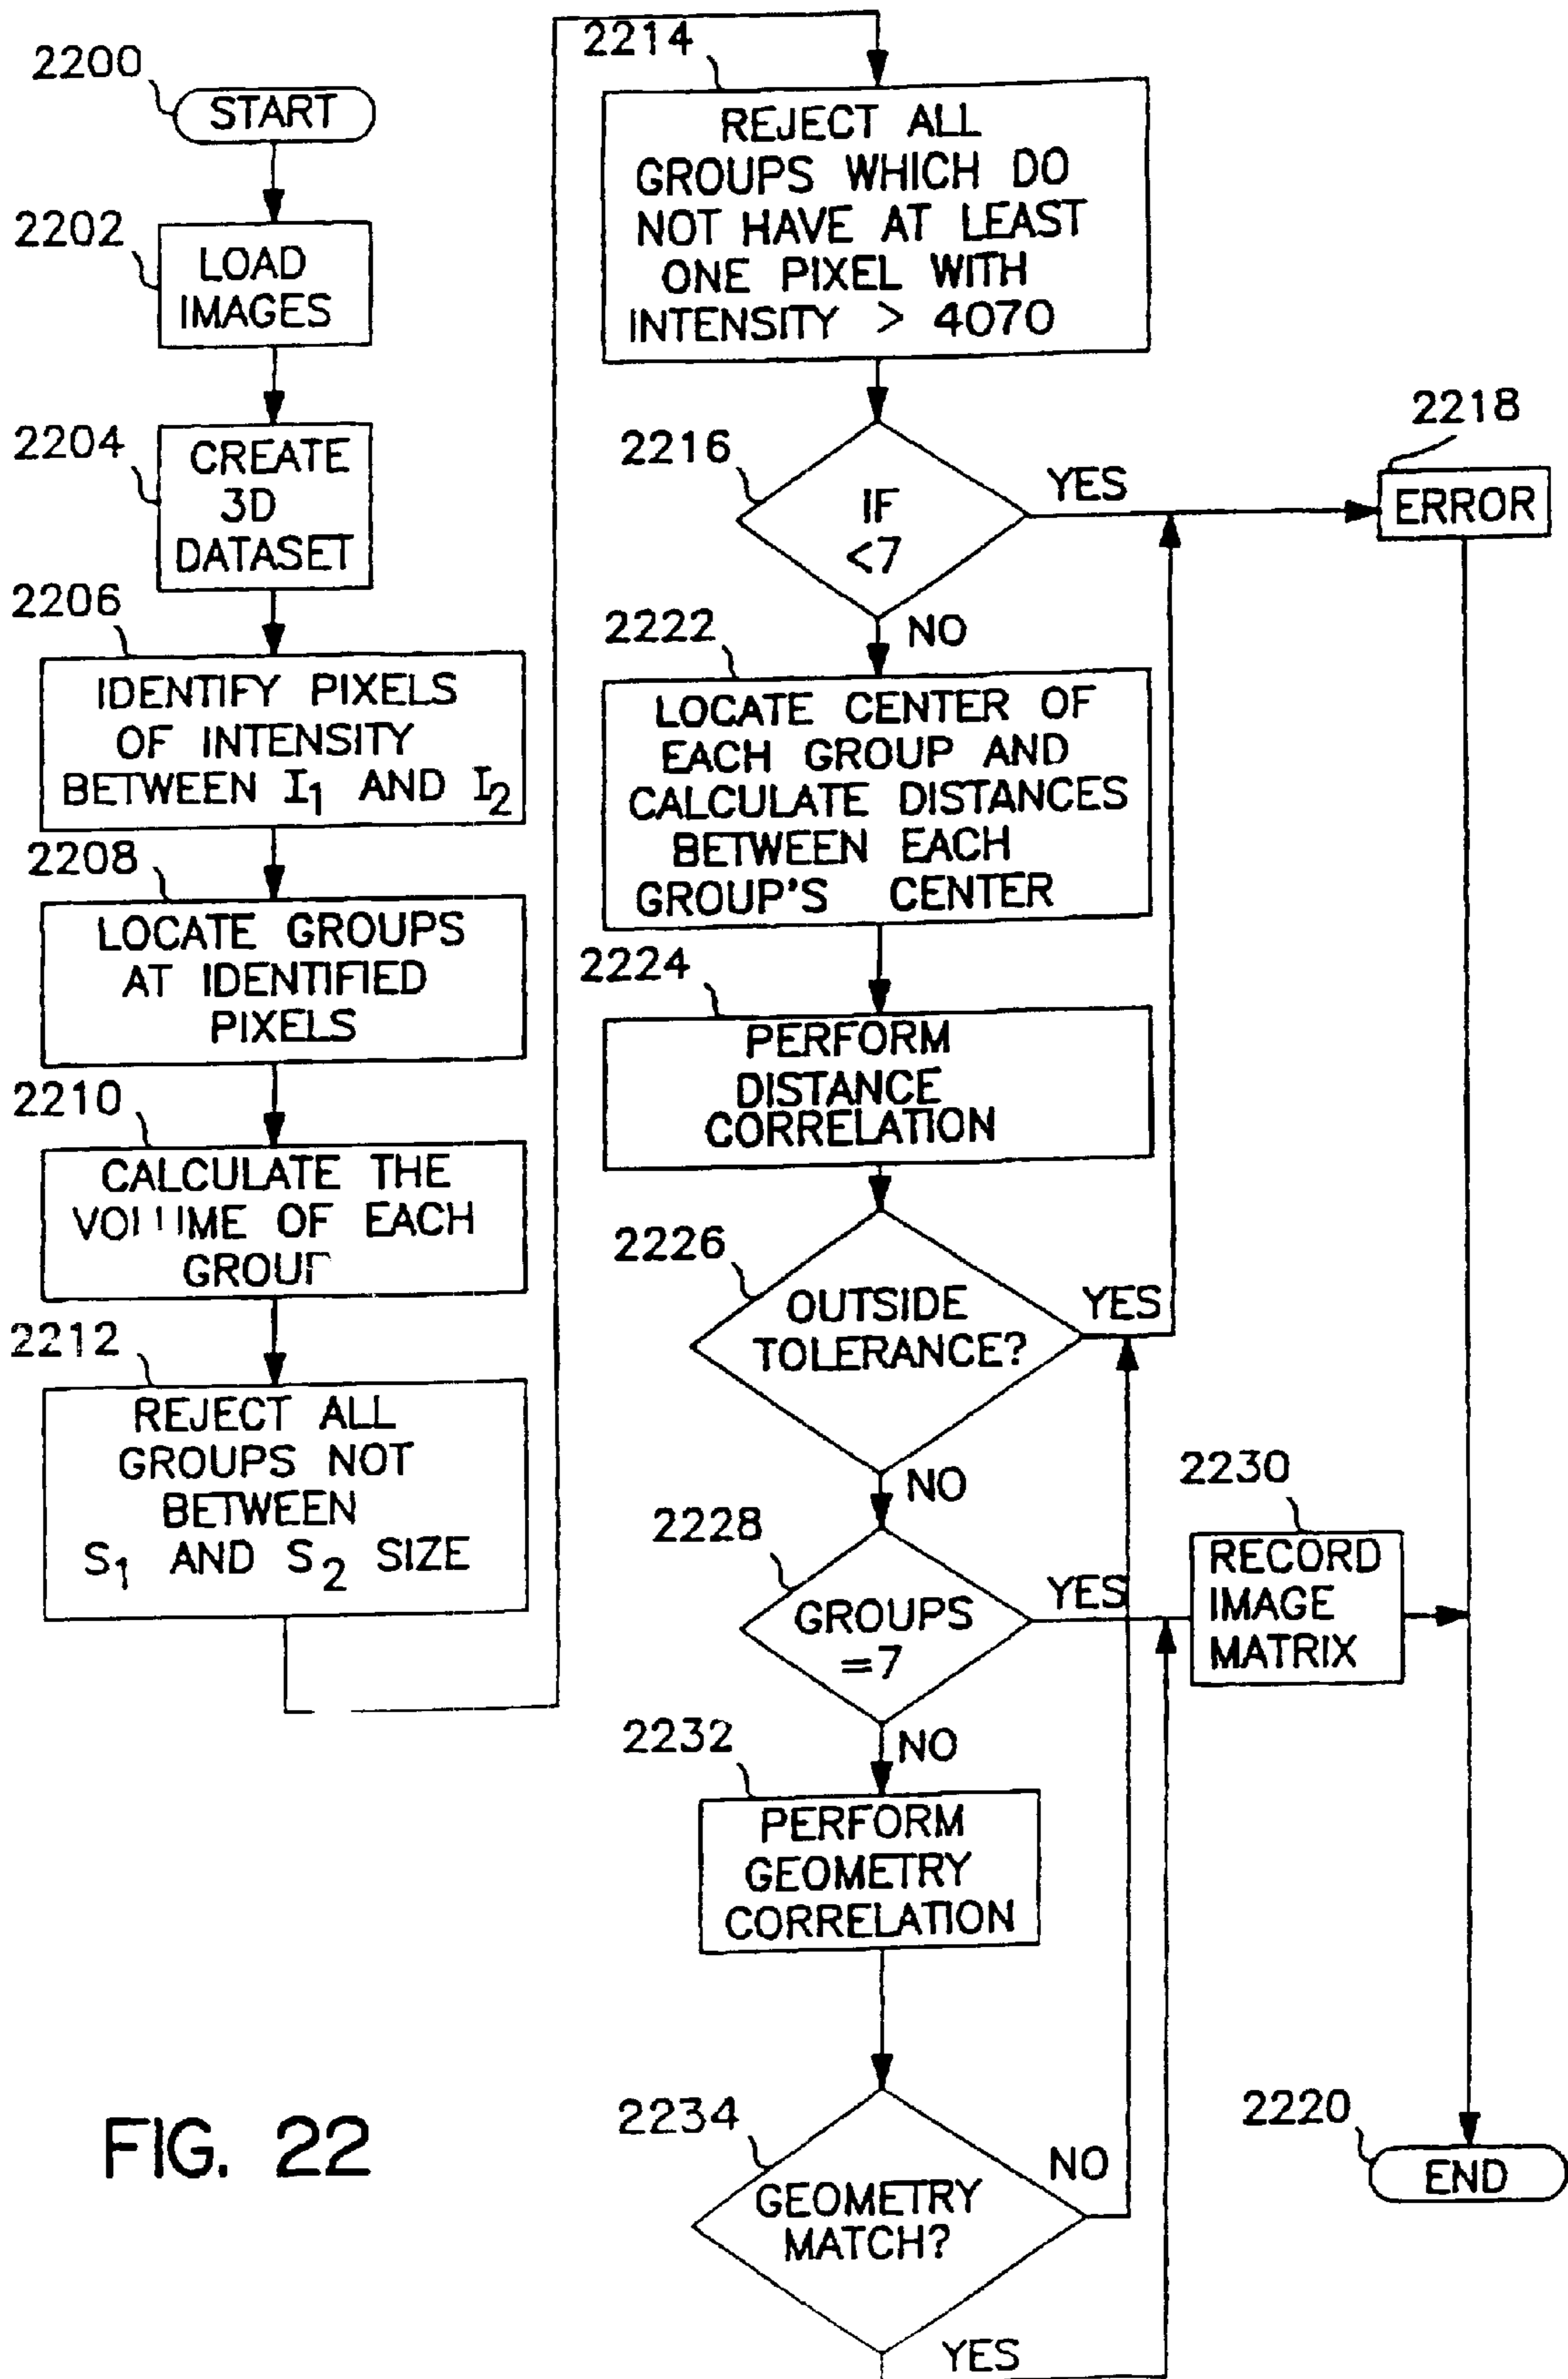 2200
START
2202
LOAD
IMAGES
2204
CREATE
3D
DATASET
2206
IDENTIFY PIXELS
OF INTENSITY
BETWEEN I1 AND I2
2208
LOCATE GROUPS
AT IDENTIFIED
PIXELS
2210
CALCULATE THE
VOLUME OF EACH
GROUP
2212
REJECT ALL
GROUPS NOT
BETWEEN
S1 AND S2 SIZE
2214
REJECT ALL
GROUPS WHICH DO
NOT HAVE AT LEAST
ONE PIXEL WITH
INTENSITY > 4070
2216
IF
<7
YES
NO
2218
ERROR
2222
LOCATE CENTER OF
EACH GROUP AND
CALCULATE DISTANCES
BETWEEN EACH
GROUP'S CENTER
2224
PERFORM
DISTANCE
CORRELATION
2226
OUTSIDE
TOLERANCE?
YES
NO
2228
GROUPS
=7
YES
NO
2230
RECORD
IMAGE
MATRIX
2232
PERFORM
GEOMETRY
CORRELATION
2234
GEOMETRY
MATCH?
NO
YES
2220
END
FIG. 22